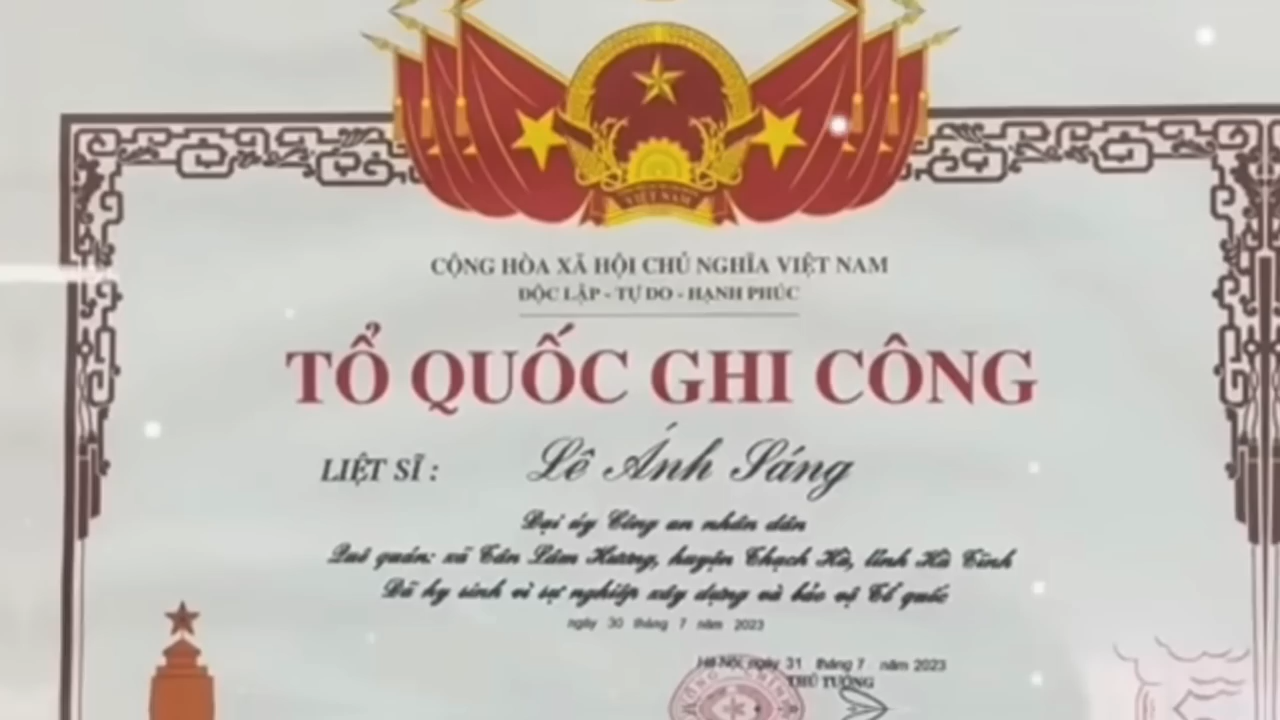 VIỆT NAM
CỘNG HÒA XÃ HỘI CHỦ NGHĨA VIỆT NAM
ĐỘC LẬP - TỰ DO - HẠNH PHÚC
TỔ QUỐC GHI CÔNG
LIỆT SĨ : Lê Ánh Sáng
Đại úy Công an nhân dân
Quê quán: xã Tân Lâm Hương, huyện Thạch Hà, tỉnh Hà Tĩnh
Đã hy sinh vì sự nghiệp xây dựng và bảo vệ Tổ quốc
ngày 30 tháng 7 năm 2023
Hà Nội, ngày 31 tháng 7 năm 2023
THỦ TƯỚNG